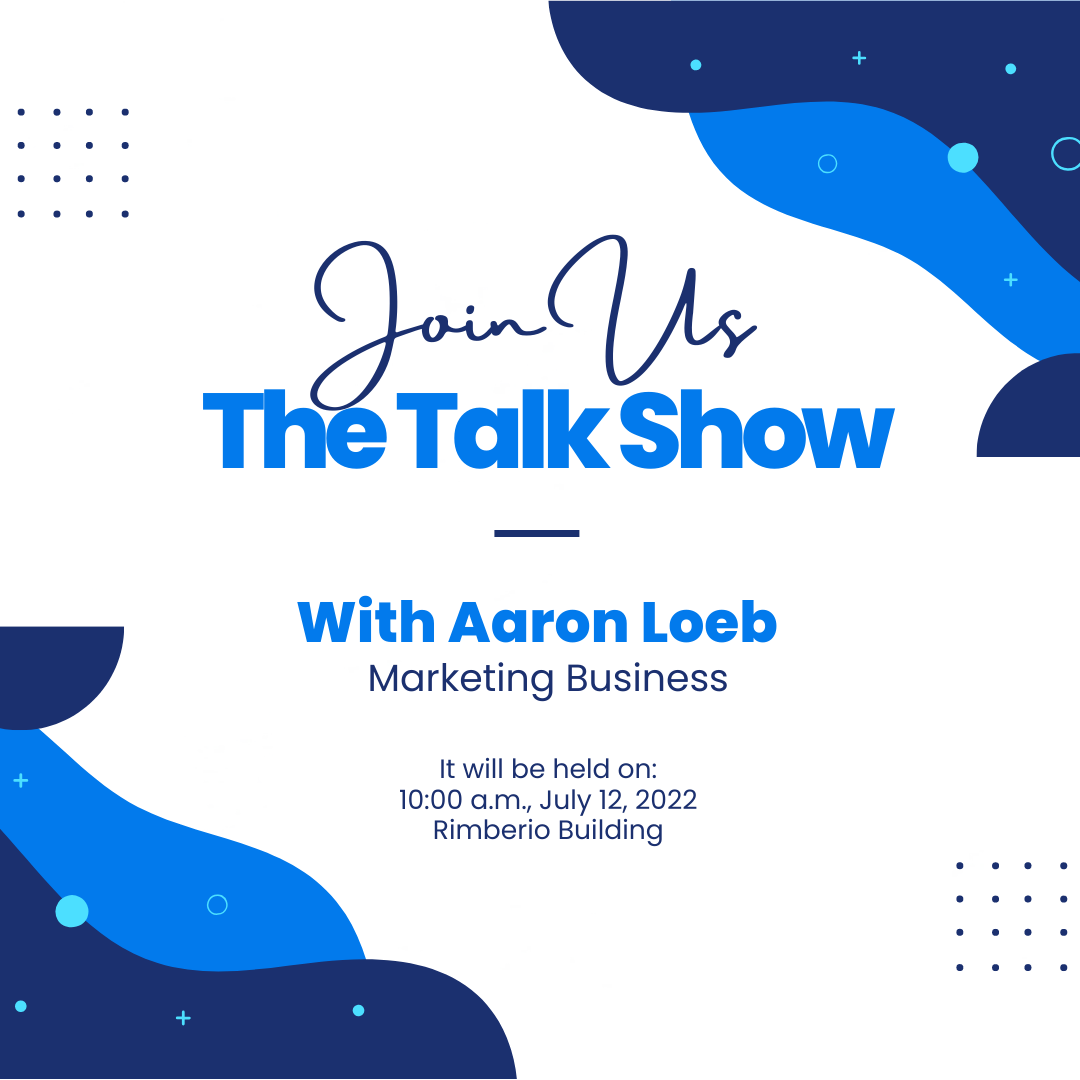 Join Us
The Talk Show
With Aaron Loeb
Marketing Business
It will be held on:
10:00 a.m., July 12, 2022
Rimberio Building